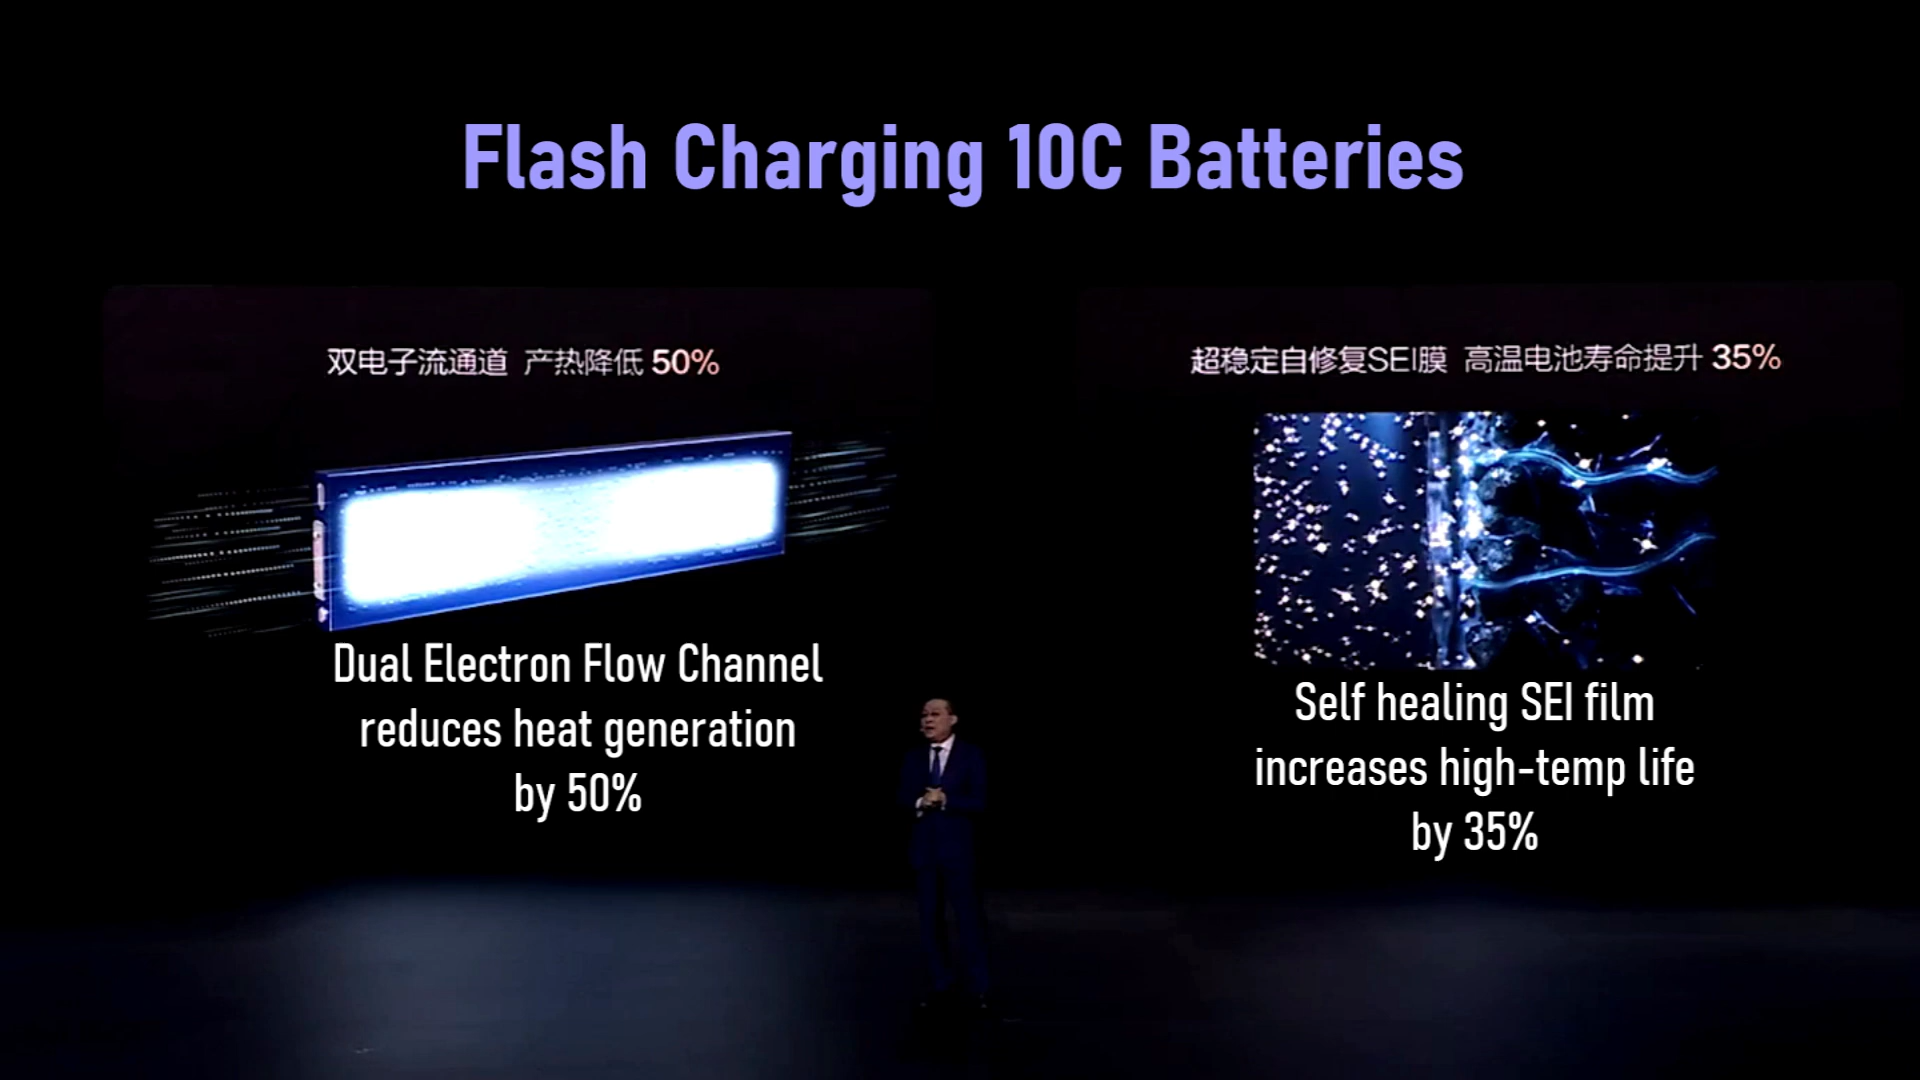 Flash Charging 10C Batteries
双电子流通道 产热降低 50%
超稳定自修复SEI膜 高温电池寿命提升 35%
Dual Electron Flow Channel
reduces heat generation
by 50%
Self healing SEI film
increases high-temp life
by 35%